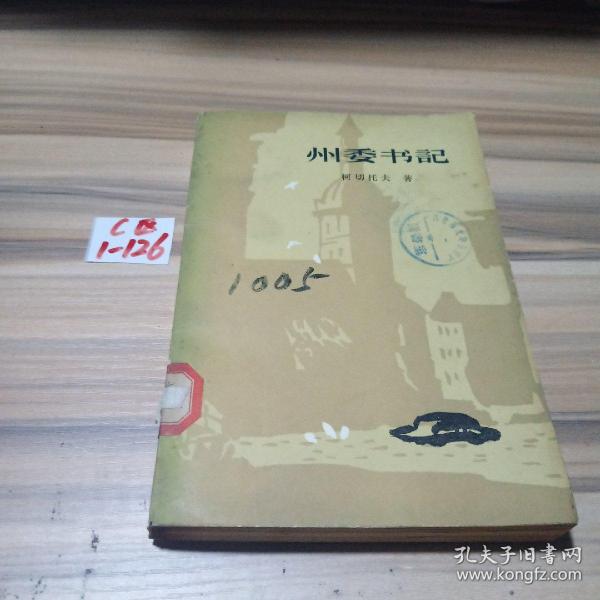 州委书記
柯切托夫 著
1005
1-126
孔夫子旧书网
www.kongfz.com